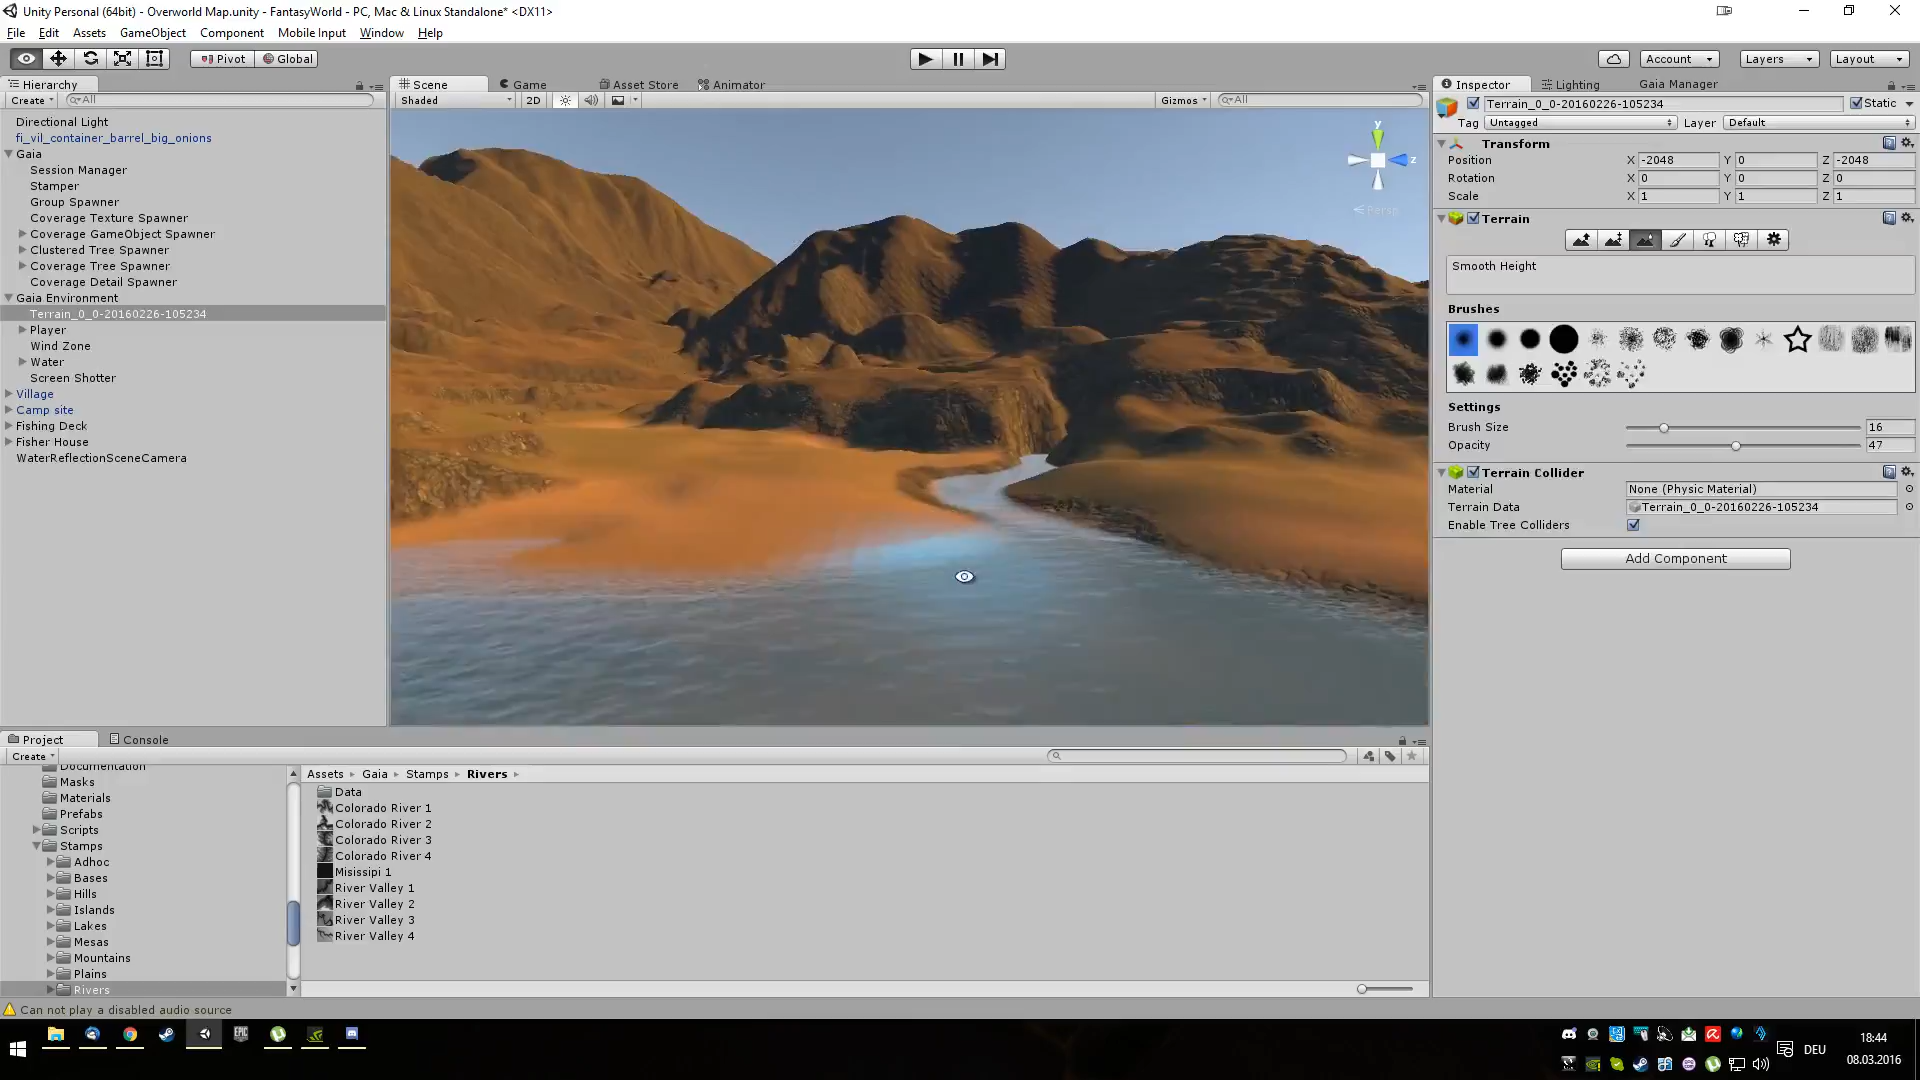 Unity Personal (64bit) - Overworld Map.unity - FantasyWorld - PC, Mac & Linux Standalone* <DX11>
File Edit Assets GameObject Component Mobile Input Window Help
Pivot Global Account Layers Layout
Hierarchy
Create All
Directional Light
fi_vil_container_barrel_big_onions
Gaia
Session Manager
Stamper
Group Spawner
Coverage Texture Spawner
Coverage GameObject Spawner
Clustered Tree Spawner
Coverage Tree Spawner
Coverage Detail Spawner
Gaia Environment
Terrain_0_0-20160226-105234
Player
Wind Zone
Water
Screen Shotter
Village
Camp site
Fishing Deck
Fisher House
WaterReflectionSceneCamera
Scene Game Asset Store Animator
Shaded 2D Gizmos All
y
z
Persp
Inspector Lighting Gaia Manager
Terrain_0_0-20160226-105234 Static
Tag Untagged Layer Default
Transform
Position X -2048 Y 0 Z -2048
Rotation X 0 Y 0 Z 0
Scale X 1 Y 1 Z 1
Terrain
Smooth Height
Brushes
Settings
Brush Size 16
Opacity 47
Terrain Collider
Material None (Physic Material)
Terrain Data Terrain_0_0-20160226-105234
Enable Tree Colliders
Add Component
Project Console
Create
Documentation
Masks
Materials
Prefabs
Scripts
Stamps
Adhoc
Bases
Hills
Islands
Lakes
Mesas
Mountains
Plains
Rivers
Assets Gaia Stamps Rivers
Data
Colorado River 1
Colorado River 2
Colorado River 3
Colorado River 4
Misissipi 1
River Valley 1
River Valley 2
River Valley 3
River Valley 4
Can not play a disabled audio source
EPIC
DEU
18:44
08.03.2016